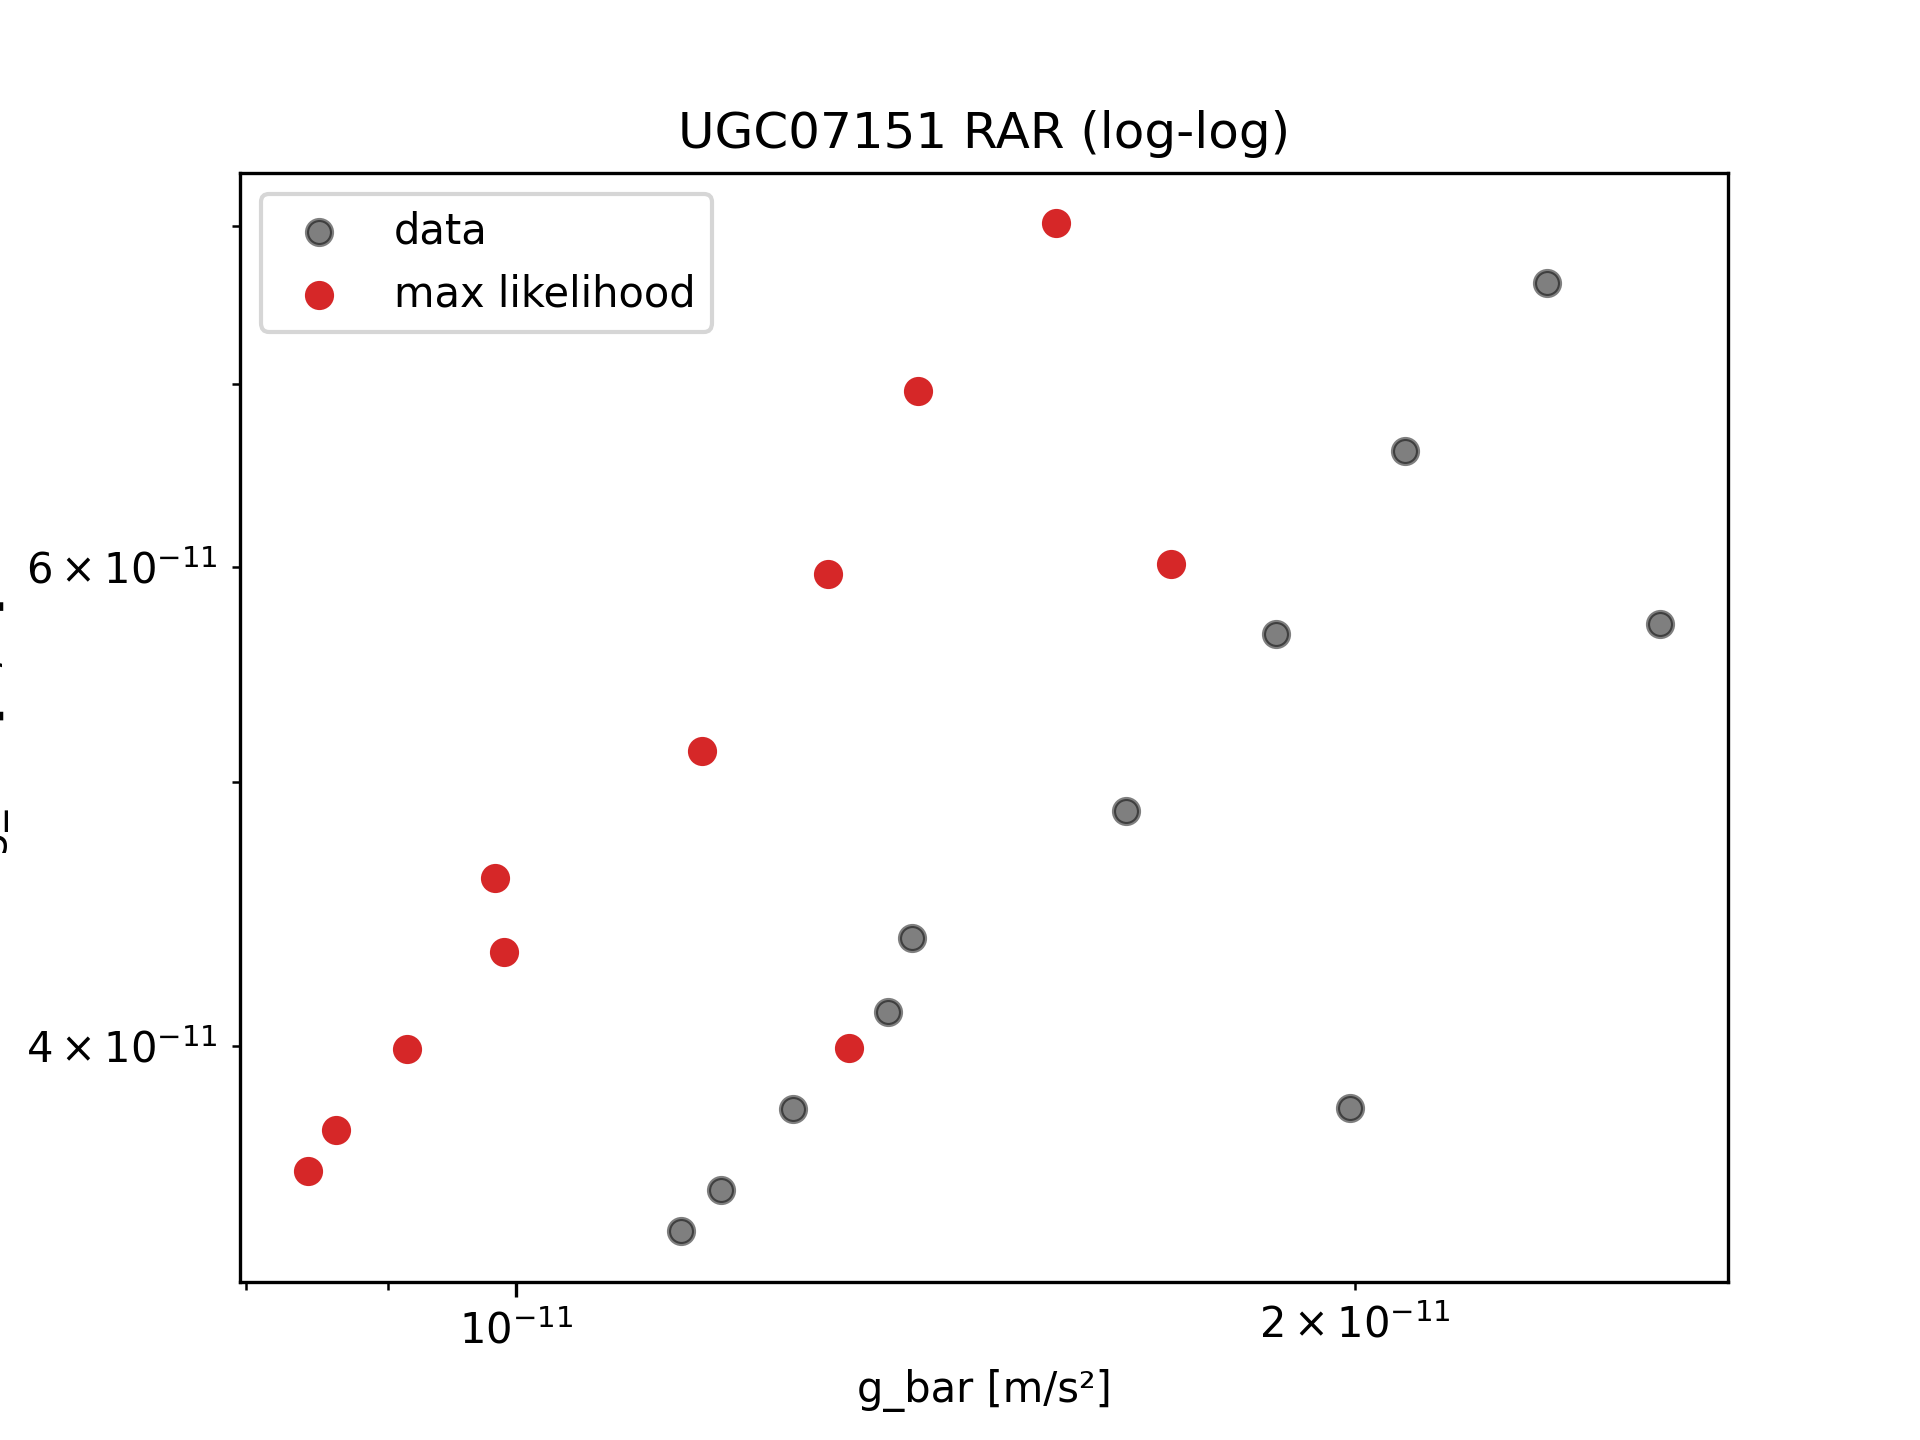 UGC07151 RAR (log-log)
data
max likelihood
6 × 10⁻¹¹
4 × 10⁻¹¹
10⁻¹¹
2 × 10⁻¹¹
g_bar [m/s²]